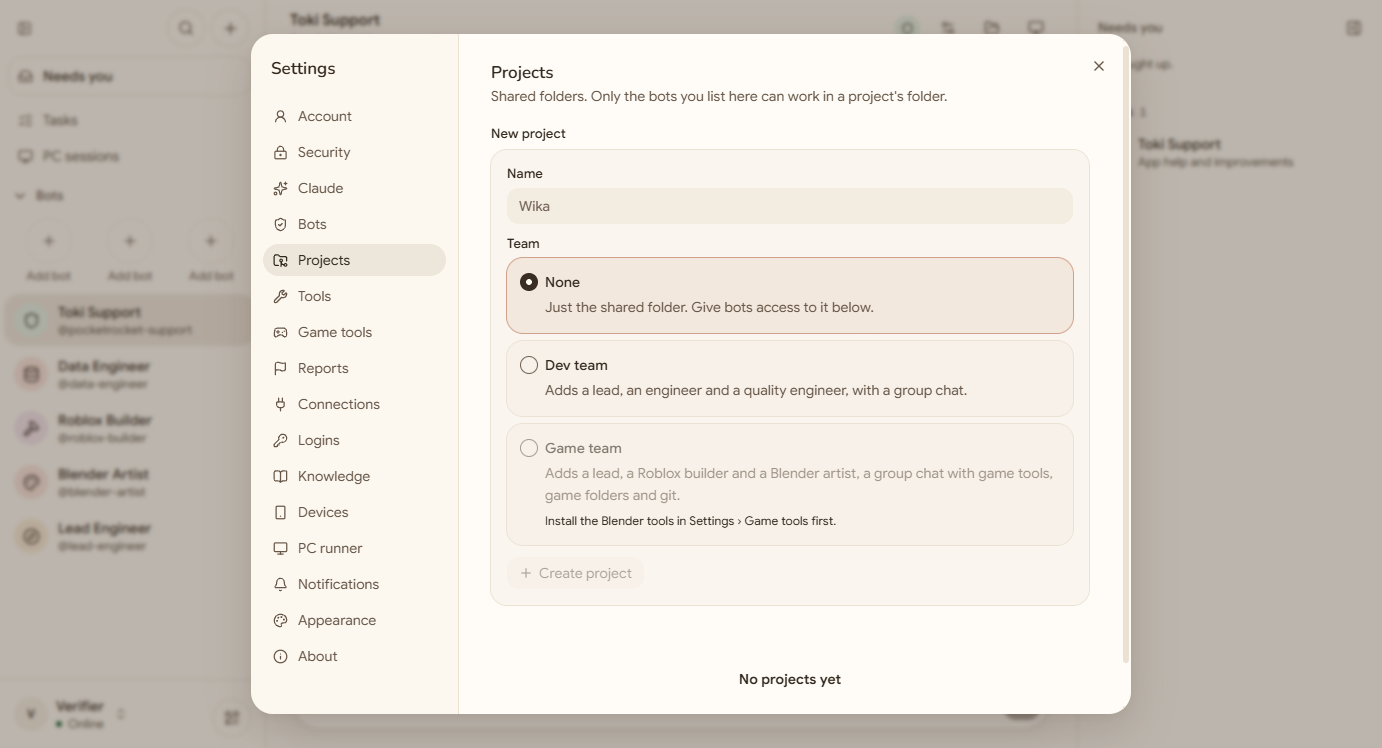 Toki Support
Needs you
Needs you
ght up.
Tasks
PC sessions
Bots
Add bot
Add bot
Add bot
Toki Support
@pocketrocket-support
Data Engineer
@data-engineer
Roblox Builder
@roblox-builder
Blender Artist
@blender-artist
Lead Engineer
@lead-engineer
V
Verifier
Online
Settings
Account
Security
Claude
Bots
Projects
Tools
Game tools
Reports
Connections
Logins
Knowledge
Devices
PC runner
Notifications
Appearance
About
Projects
Shared folders. Only the bots you list here can work in a project's folder.
New project
Name
Wika
Team
None
Just the shared folder. Give bots access to it below.
Dev team
Adds a lead, an engineer and a quality engineer, with a group chat.
Game team
Adds a lead, a Roblox builder and a Blender artist, a group chat with game tools,
game folders and git.
Install the Blender tools in Settings › Game tools first.
Create project
No projects yet
1
Toki Support
App help and improvements